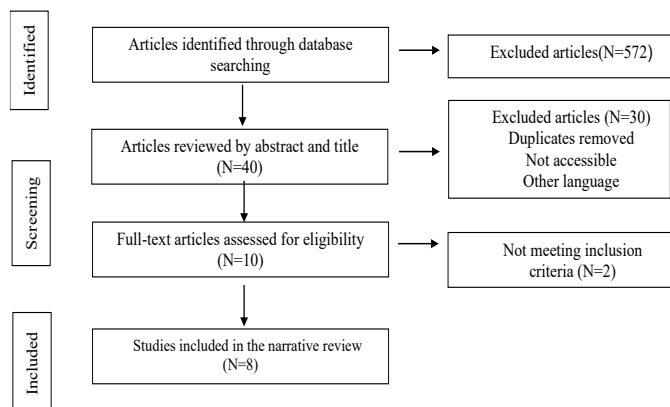 Identified
Articles identified through database
searching
Excluded articles(N=572)
Articles reviewed by abstract and title
(N=40)
Excluded articles (N=30)
Duplicates removed
Not accessible
Other language
Screening
Full-text articles assessed for eligibility
(N=10)
Not meeting inclusion
criteria (N=2)
Included
Studies included in the narrative review
(N=8)